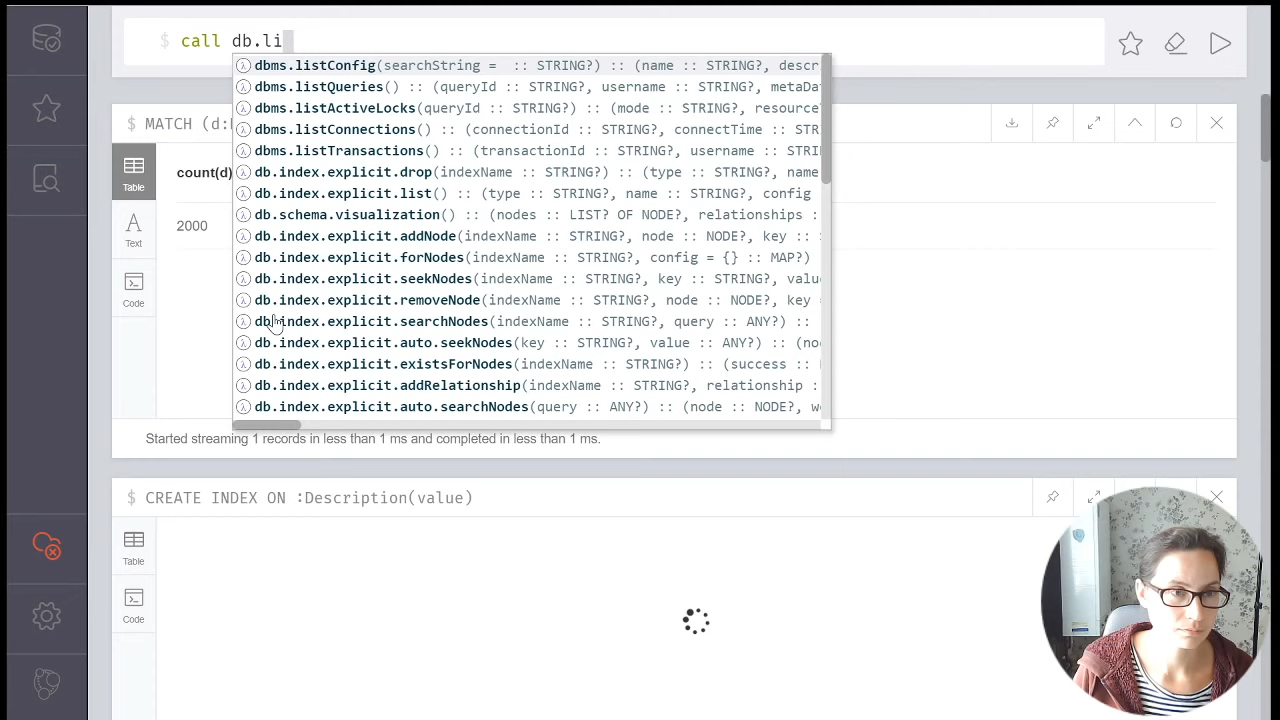 $ call db.li
dbms.listConfig(searchString =  :: STRING?) :: (name :: STRING?, descr
dbms.listQueries() :: (queryId :: STRING?, username :: STRING?, metaDa
dbms.listActiveLocks(queryId :: STRING?) :: (mode :: STRING?, resource
dbms.listConnections() :: (connectionId :: STRING?, connectTime :: STR
dbms.listTransactions() :: (transactionId :: STRING?, username :: STRI
db.index.explicit.drop(indexName :: STRING?) :: (type :: STRING?, name
db.index.explicit.list() :: (type :: STRING?, name :: STRING?, config
db.schema.visualization() :: (nodes :: LIST? OF NODE?, relationships :
db.index.explicit.addNode(indexName :: STRING?, node :: NODE?, key ::
db.index.explicit.forNodes(indexName :: STRING?, config = {} :: MAP?)
db.index.explicit.seekNodes(indexName :: STRING?, key :: STRING?, valu
db.index.explicit.removeNode(indexName :: STRING?, node :: NODE?, key
db.index.explicit.searchNodes(indexName :: STRING?, query :: ANY?) ::
db.index.explicit.auto.seekNodes(key :: STRING?, value :: ANY?) :: (no
db.index.explicit.existsForNodes(indexName :: STRING?) :: (success ::
db.index.explicit.addRelationship(indexName :: STRING?, relationship :
db.index.explicit.auto.searchNodes(query :: ANY?) :: (node :: NODE?, w
$ MATCH (d:
Table
Text
Code
count(d)
2000
Started streaming 1 records in less than 1 ms and completed in less than 1 ms.
$ CREATE INDEX ON :Description(value)
Table
Code